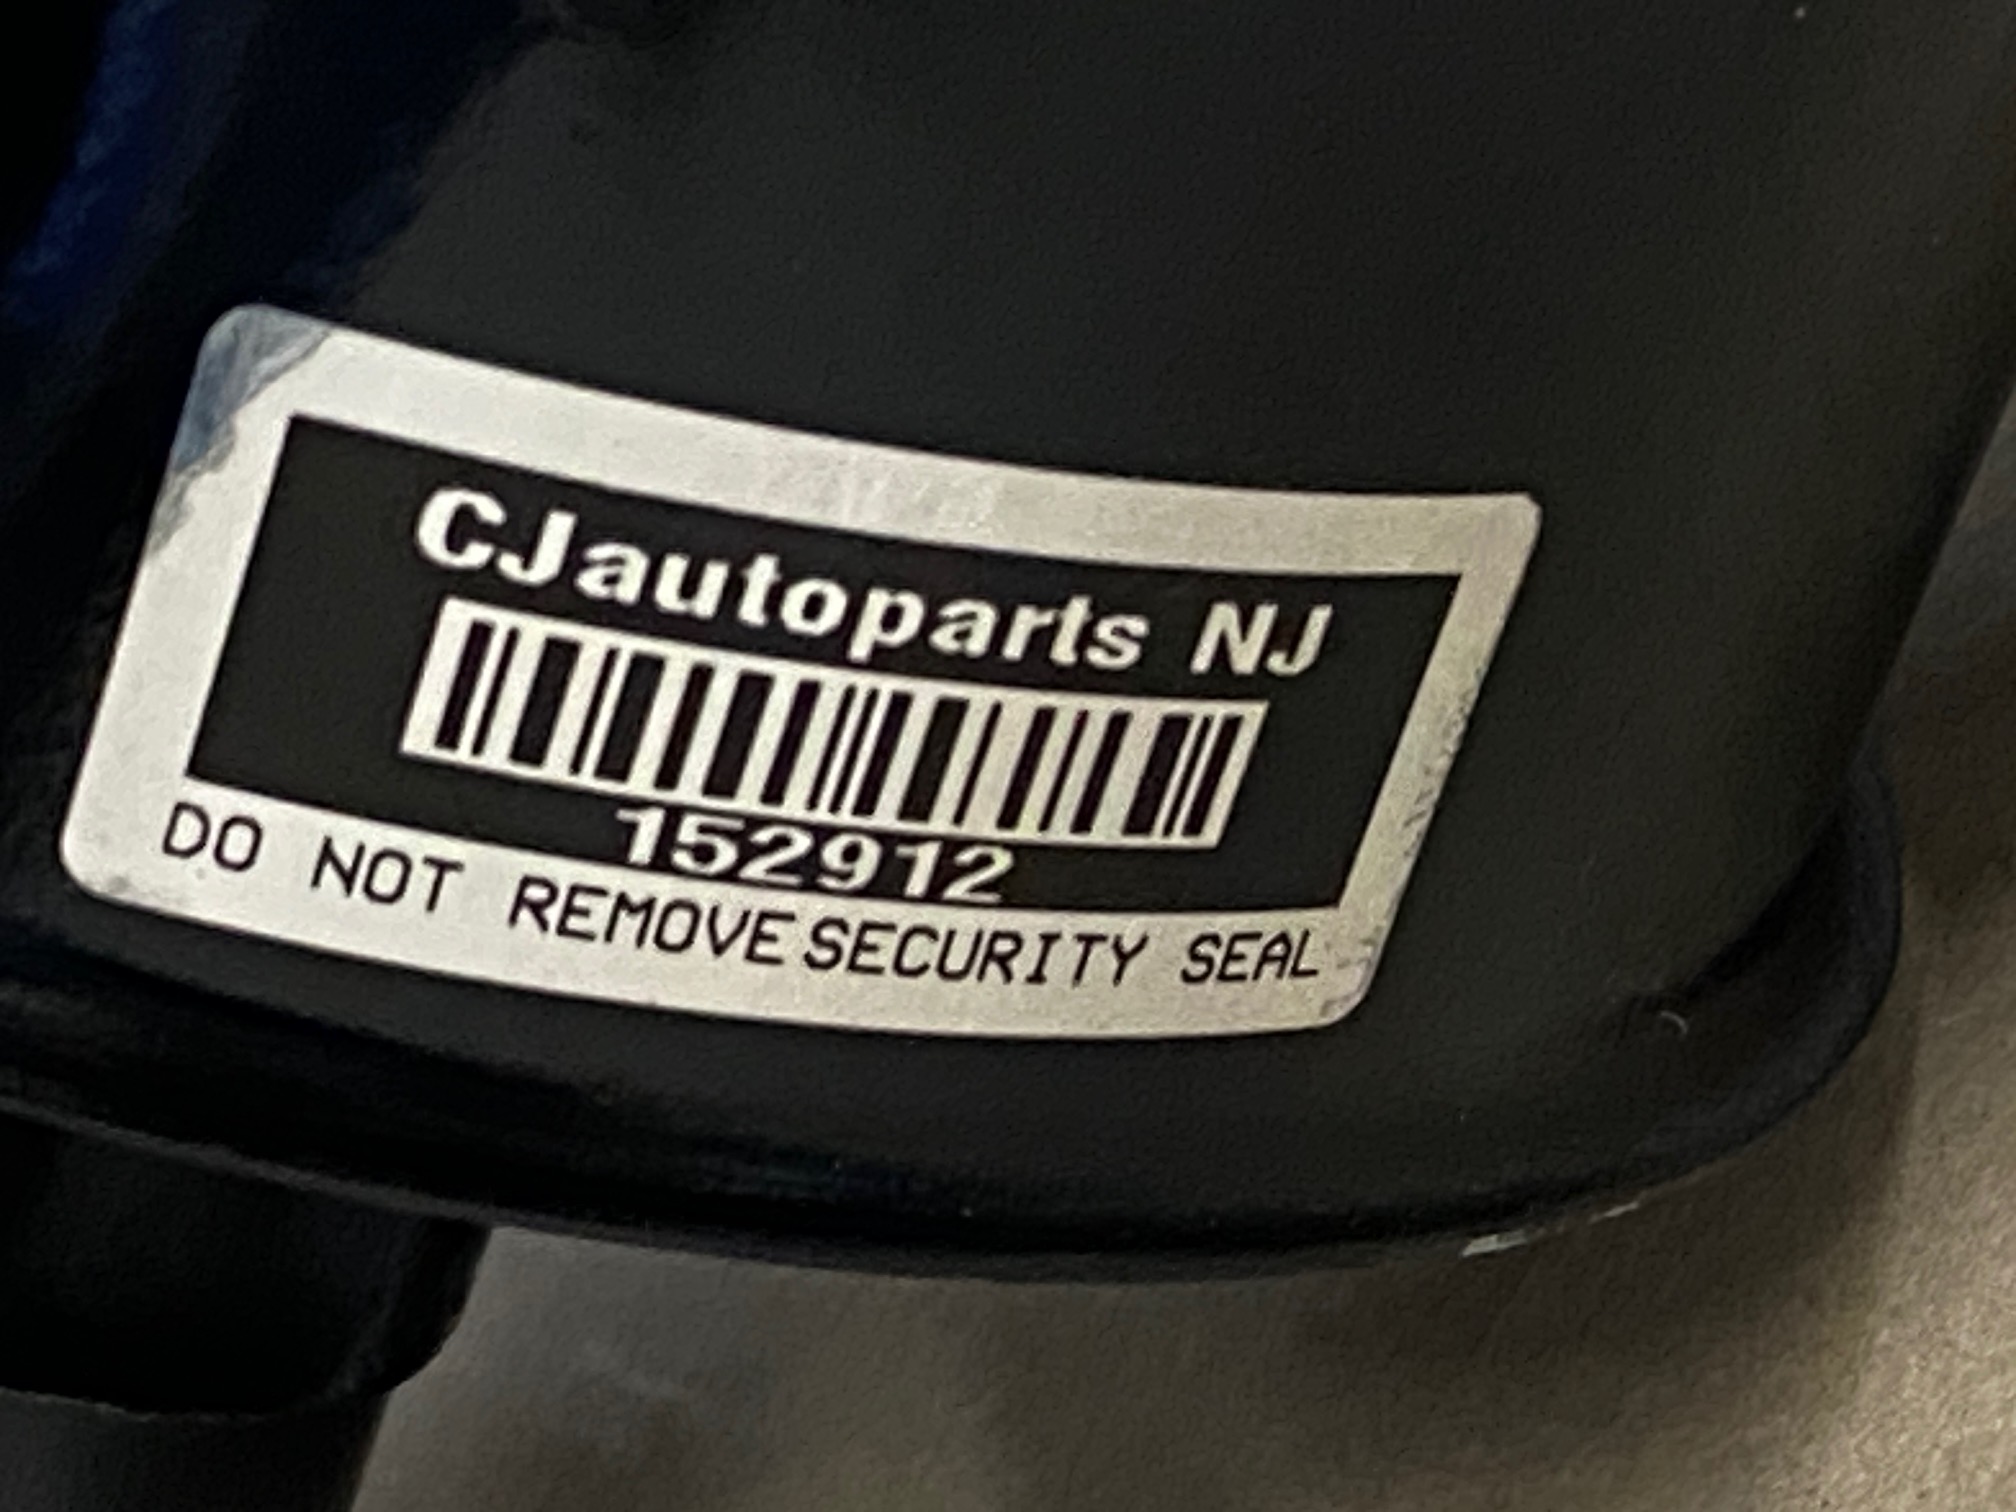 CJautoparts NJ
152912
DO NOT REMOVE SECURITY SEAL